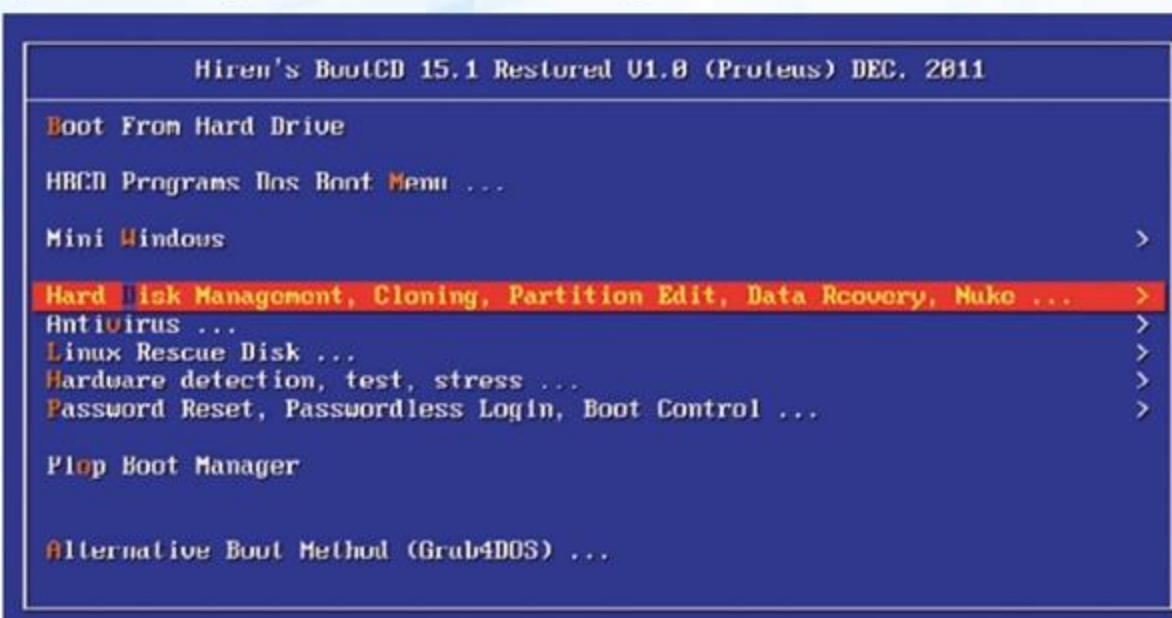 Hiren's BootCD 15.1 Restored V1.0 (Proteus) DEC. 2011
Boot From Hard Drive
HBCD Programs Dos Boot Menu ...
Mini Windows >
Hard Disk Management, Cloning, Partition Edit, Data Rcovery, Nuke ... >
Antivirus ... >
Linux Rescue Disk ... >
Hardware detection, test, stress ... >
Password Reset, Passwordless Login, Boot Control ... >
Plop Boot Manager
Alternative Boot Method (Grub4DOS) ...